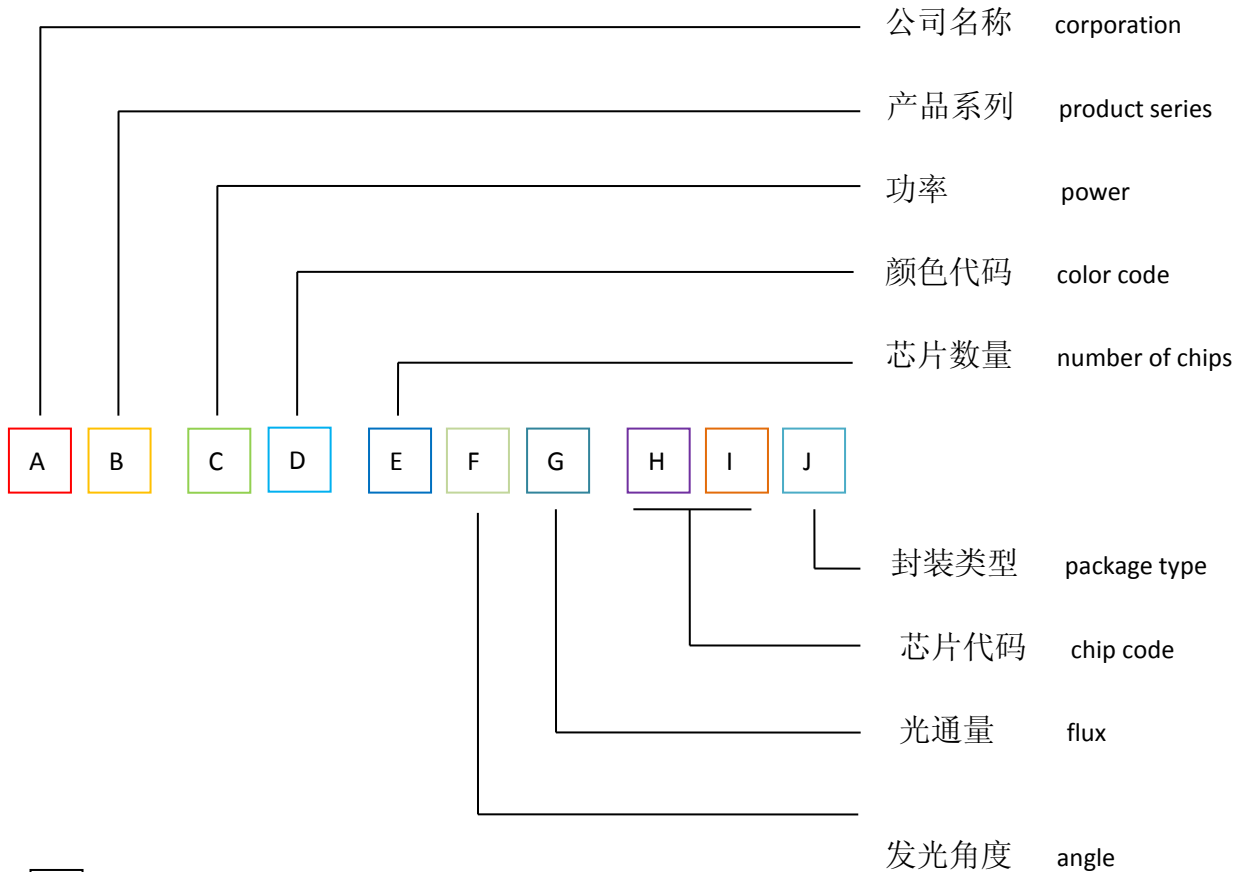 公司名称 corporation
产品系列 product series
功率 power
颜色代码 color code
芯片数量 number of chips
A B C D E F G H I J
封装类型 package type
芯片代码 chip code
光通量 flux
发光角度 angle